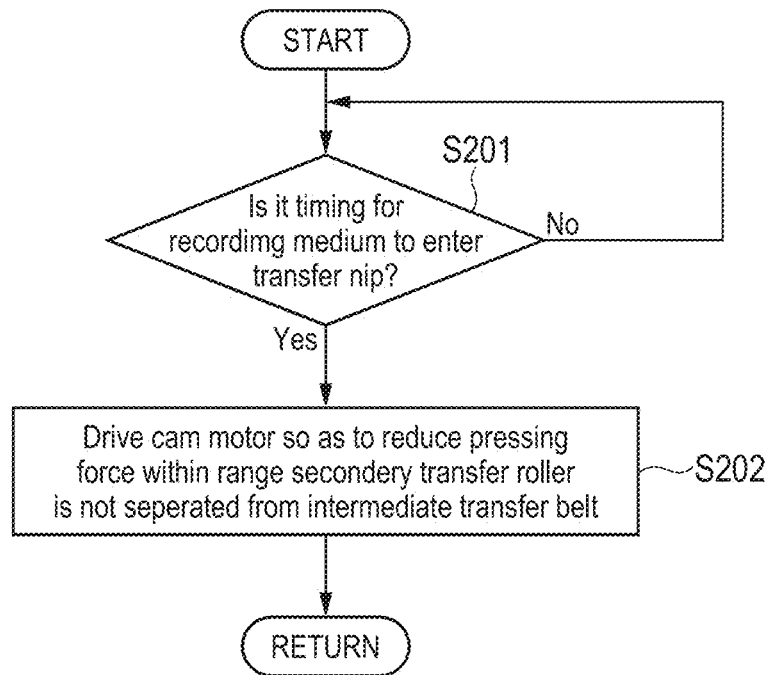 START
S201
Is it timing for
recordimg medium to enter
transfer nip?
No
Yes
Drive cam motor so as to reduce pressing
force within range secondery transfer roller
is not seperated from intermediate transfer belt
S202
RETURN